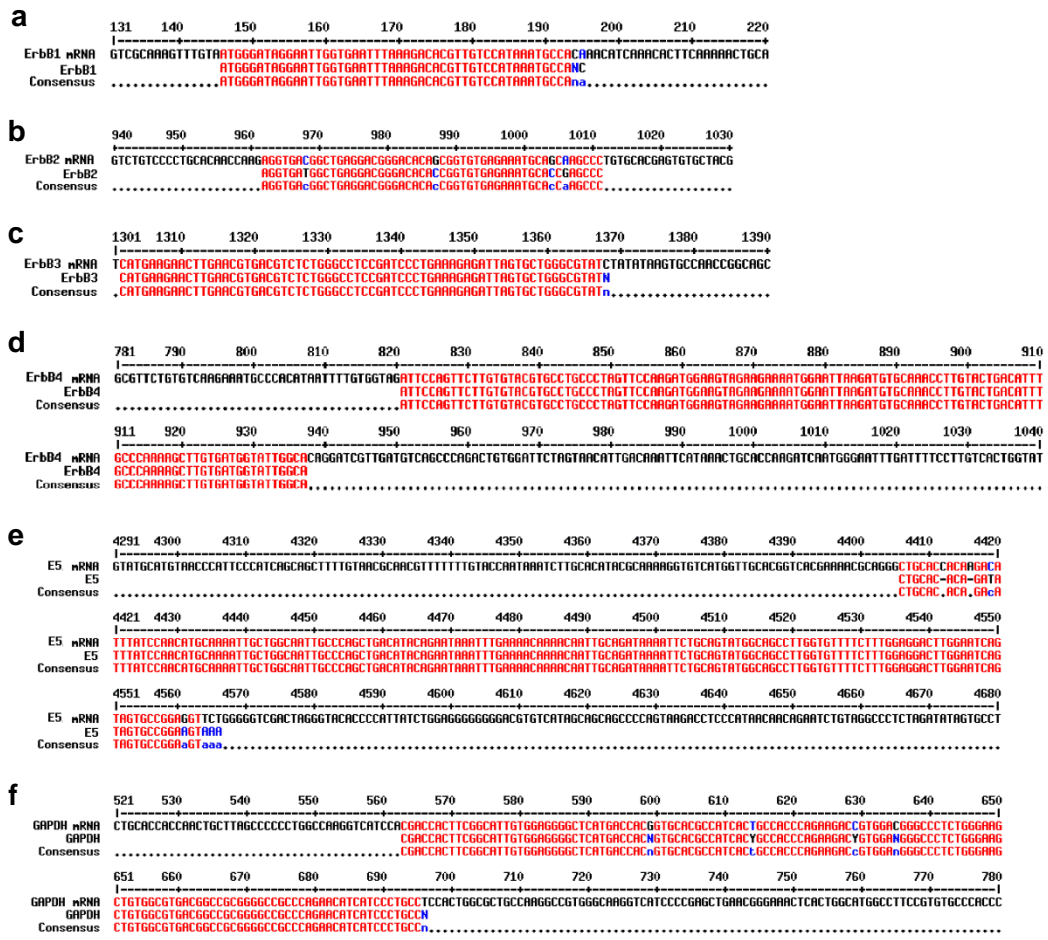 a
131 140 150 160 170 180 190 200 210 220
|--------+---------+---------+---------+---------+---------+---------+---------+---------|
ErbB1 mRNA GTCGCAAAGTTTGTAATGGGATAGGAATTGGTGAATTTAAAGACACGTTGTCCATAAATGCCACAAACATCAAACACTTCAAAAACTGCA
ErbB1 ATGGGATAGGAATTGGTGAATTTAAAGACACGTTGTCCATAAATGCCANC
Consensus ...............ATGGGATAGGAATTGGTGAATTTAAAGACACGTTGTCCATAAATGCCAna.........................
b
940 950 960 970 980 990 1000 1010 1020 1030
|---------+---------+---------+---------+---------+---------+---------+---------+---------|
ErbB2 mRNA GTCTGTCCCCTGCACAACCAAGAGGTGACGGCTGAGGACGGGACACAGCGGTGTGAGAAATGCAGCAAGCCCTGTGCACGAGTGTGCTACG
ErbB2 AGGTGATGGCTGAGGACGGGACACACCGGTGTGAGAAATGCACCGAGCCC
Consensus ......................AGGTGAcGGCTGAGGACGGGACACAcCGGTGTGAGAAATGCAcCaAGCCC...................
c
1301 1310 1320 1330 1340 1350 1360 1370 1380 1390
|--------+---------+---------+---------+---------+---------+---------+---------+---------|
ErbB3 mRNA TCATGAAGAACTTGAACGTGACGTCTCTGGGCCTCCGATCCCTGAAAGAGATTAGTGCTGGGCGTATCTATATAAGTGCCAACCGGCAGC
ErbB3 CATGAAGAACTTGAACGTGACGTCTCTGGGCCTCCGATCCCTGAAAGAGATTAGTGCTGGGCGTATN
Consensus .CATGAAGAACTTGAACGTGACGTCTCTGGGCCTCCGATCCCTGAAAGAGATTAGTGCTGGGCGTATn......................
d
781 790 800 810 820 830 840 850 860 870 880 890 900 910
|--------+---------+---------+---------+---------+---------+---------+---------+---------+---------+---------+---------+---------|
ErbB4 mRNA GCGTTCTGTGTCAAGAAATGCCCACATAATTTTGTGGTAGATTCCAGTTCTTGTGTACGTGCCTGCCCTAGTTCCAAGATGGAAGTAGAAGAAAATGGAATTAAGATGTGCAAACCTTGTACTGACATTT
ErbB4 ATTCCAGTTCTTGTGTACGTGCCTGCCCTAGTTCCAAGATGGAAGTAGAAGAAAATGGAATTAAGATGTGCAAACCTTGTACTGACATTT
Consensus ........................................ATTCCAGTTCTTGTGTACGTGCCTGCCCTAGTTCCAAGATGGAAGTAGAAGAAAATGGAATTAAGATGTGCAAACCTTGTACTGACATTT
911 920 930 940 950 960 970 980 990 1000 1010 1020 1030 1040
|--------+---------+---------+---------+---------+---------+---------+---------+---------+---------+---------+---------+---------|
ErbB4 mRNA GCCCAAAAGCTTGTGATGGTATTGGCACAGGATCGTTGATGTCAGCCCAGACTGTGGATTCTAGTAACATTGACAAATTCATAAACTGCACCAAGATCAATGGGAATTTGATTTTCCTTGTCACTGGTAT
ErbB4 GCCCAAAAGCTTGTGATGGTATTGGCA
Consensus GCCCAAAAGCTTGTGATGGTATTGGCA.......................................................................................................
e
4291 4300 4310 4320 4330 4340 4350 4360 4370 4380 4390 4400 4410 4420
|--------+---------+---------+---------+---------+---------+---------+---------+---------+---------+---------+---------+---------|
E5 mRNA GTATGCATGTAACCCATTCCCATCAGCAGCTTTTGTAACGCAACGTTTTTTTGTACCAATAAATCTTGCACATACGCAAAAGGTGTCATGGTTGCACGGTCACGAAAACGCAGGGCTGCACCACAAGACA
E5 CTGCAC-ACA-GATA
Consensus ...................................................................................................................CTGCAC.ACA.GAcA
4421 4430 4440 4450 4460 4470 4480 4490 4500 4510 4520 4530 4540 4550
|--------+---------+---------+---------+---------+---------+---------+---------+---------+---------+---------+---------+---------|
E5 mRNA TTTATCCAACATGCAAAATTGCTGGCAATTGCCCAGCTGACATACAGAATAAATTTGAAAACAAAACAATTGCAGATAAAATTCTGCAGTATGGCAGCCTTGGTGTTTTCTTTGGAGGACTTGGAATCAG
E5 TTTATCCAACATGCAAAATTGCTGGCAATTGCCCAGCTGACATACAGAATAAATTTGAAAACAAAACAATTGCAGATAAAATTCTGCAGTATGGCAGCCTTGGTGTTTTCTTTGGAGGACTTGGAATCAG
Consensus TTTATCCAACATGCAAAATTGCTGGCAATTGCCCAGCTGACATACAGAATAAATTTGAAAACAAAACAATTGCAGATAAAATTCTGCAGTATGGCAGCCTTGGTGTTTTCTTTGGAGGACTTGGAATCAG
4551 4560 4570 4580 4590 4600 4610 4620 4630 4640 4650 4660 4670 4680
|--------+---------+---------+---------+---------+---------+---------+---------+---------+---------+---------+---------+---------|
E5 mRNA TAGTGCCGGAGGTTCTGGGGGTCGACTAGGGTACACCCCATTATCTGGAGGGGGGGGACGTGTCATAGCAGCAGCCCCAGTAAGACCTCCCATAACAACAGAATCTGTAGGCCCTCTAGATATAGTGCCT
E5 TAGTGCCGGAAGTAAA
Consensus TAGTGCCGGAaGTaaa..................................................................................................................
f
521 530 540 550 560 570 580 590 600 610 620 630 640 650
|--------+---------+---------+---------+---------+---------+---------+---------+---------+---------+---------+---------+---------|
GAPDH mRNA CTGCACCACCAACTGCTTAGCCCCCCTGGCCAAGGTCATCCACGACCACTTCGGCATTGTGGAGGGGCTCATGACCACGGTGCACGCCATCACTGCCACCCAGAAGACCGTGGACGGGCCCTCTGGGAAG
GAPDH CGACCACTTCGGCATTGTGGAGGGGCTCATGACCACNGTGCACGCCATCACYGCCACCCAGAAGACYGTGGANGGGCCCTCTGGGAAG
Consensus ..........................................CGACCACTTCGGCATTGTGGAGGGGCTCATGACCACnGTGCACGCCATCACtGCCACCCAGAAGACcGTGGAnGGGCCCTCTGGGAAG
651 660 670 680 690 700 710 720 730 740 750 760 770 780
|--------+---------+---------+---------+---------+---------+---------+---------+---------+---------+---------+---------+---------|
GAPDH mRNA CTGTGGCGTGACGGCCGCGGGGCCGCCCAGAACATCATCCCTGCCTCCACTGGCGCTGCCAAGGCCGTGGGCAAGGTCATCCCCGAGCTGAACGGGAAACTCACTGGCATGGCCTTCCGTGTGCCCACCC
GAPDH CTGTGGCGTGACGGCCGCGGGGCCGCCCAGAACATCATCCCTGCCN
Consensus CTGTGGCGTGACGGCCGCGGGGCCGCCCAGAACATCATCCCTGCCn....................................................................................